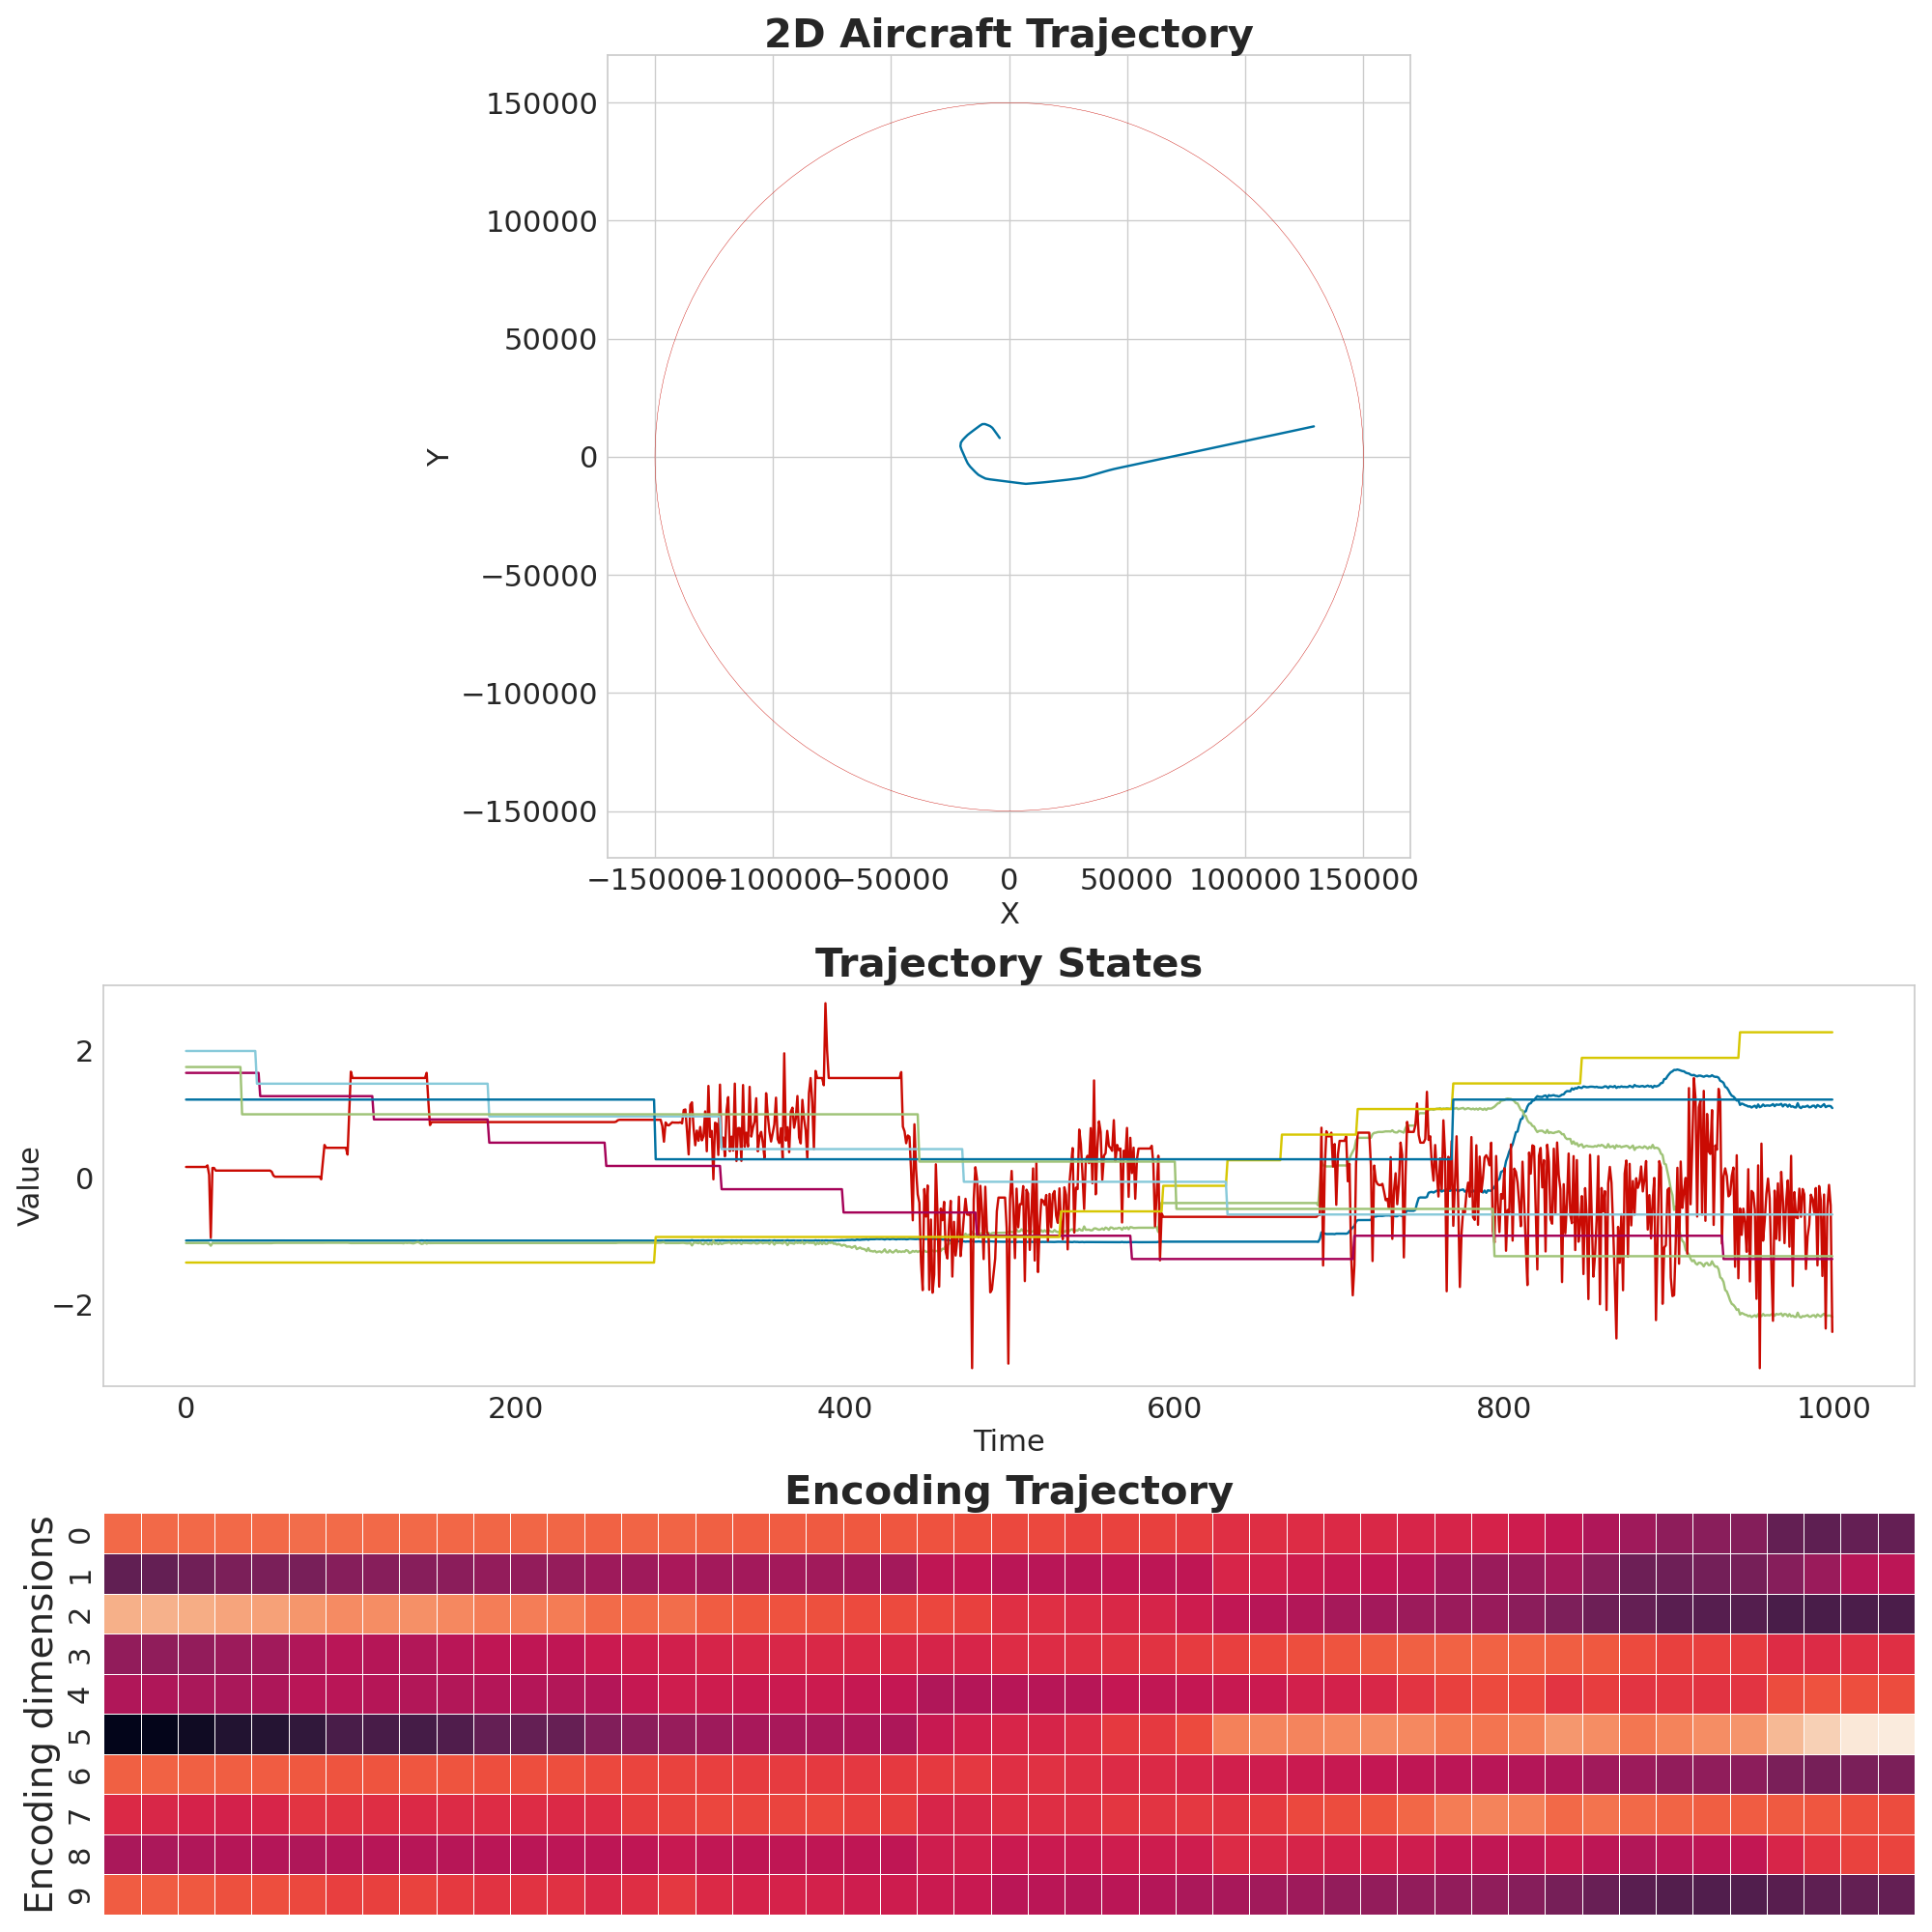 2D Aircraft Trajectory
150000
100000
50000
0
−50000
−100000
−150000
Y
−150000 −100000 −50000 0 50000 100000 150000
X
Trajectory States
2
0
−2
Value
0 200 400 600 800 1000
Time
Encoding Trajectory
0
1
2
3
4
5
6
7
8
9
Encoding dimensions